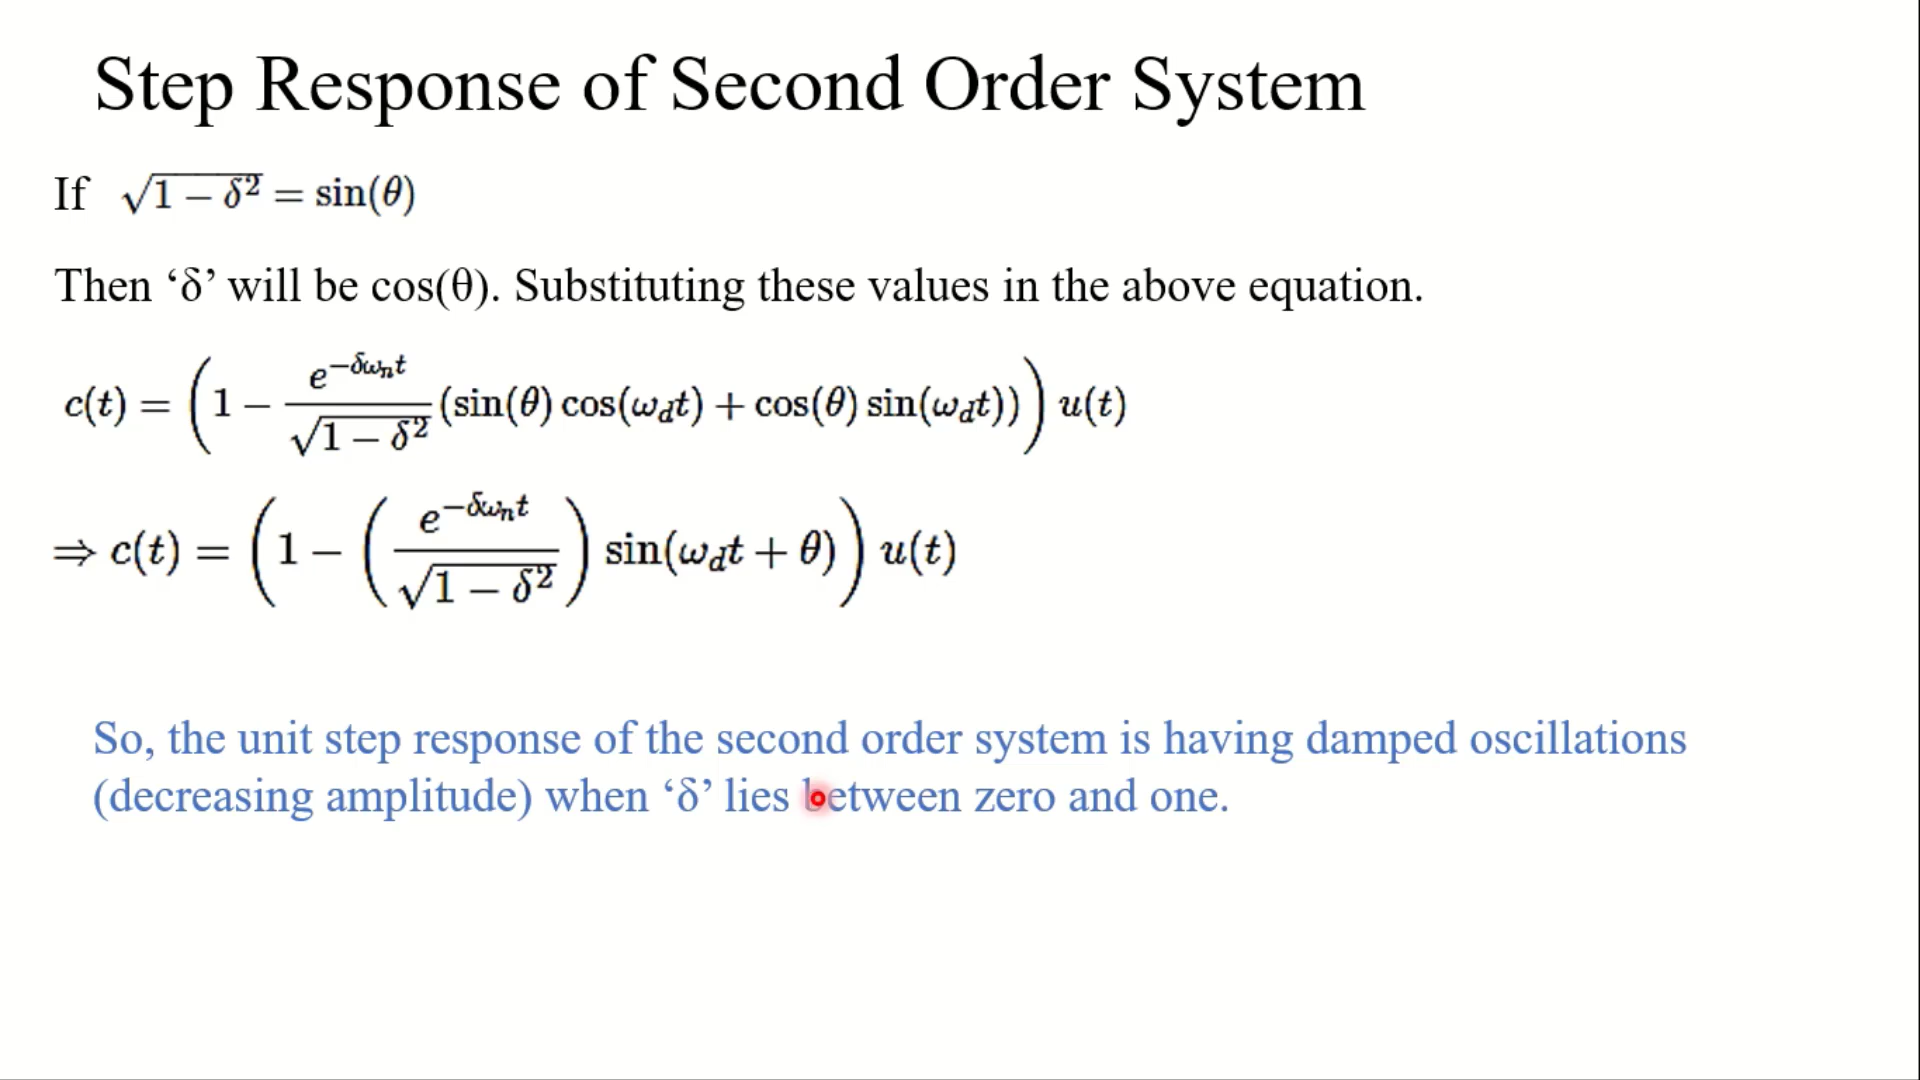 Step Response of Second Order System
If √(1 − δ²) = sin(θ)
Then ‘δ’ will be cos(θ). Substituting these values in the above equation.
c(t) = (1 − (e^(−δωₙt) / √(1 − δ²)) (sin(θ) cos(ω_d t) + cos(θ) sin(ω_d t))) u(t)
⇒ c(t) = (1 − (e^(−δωₙt) / √(1 − δ²)) sin(ω_d t + θ)) u(t)
So, the unit step response of the second order system is having damped oscillations
(decreasing amplitude) when ‘δ’ lies between zero and one.